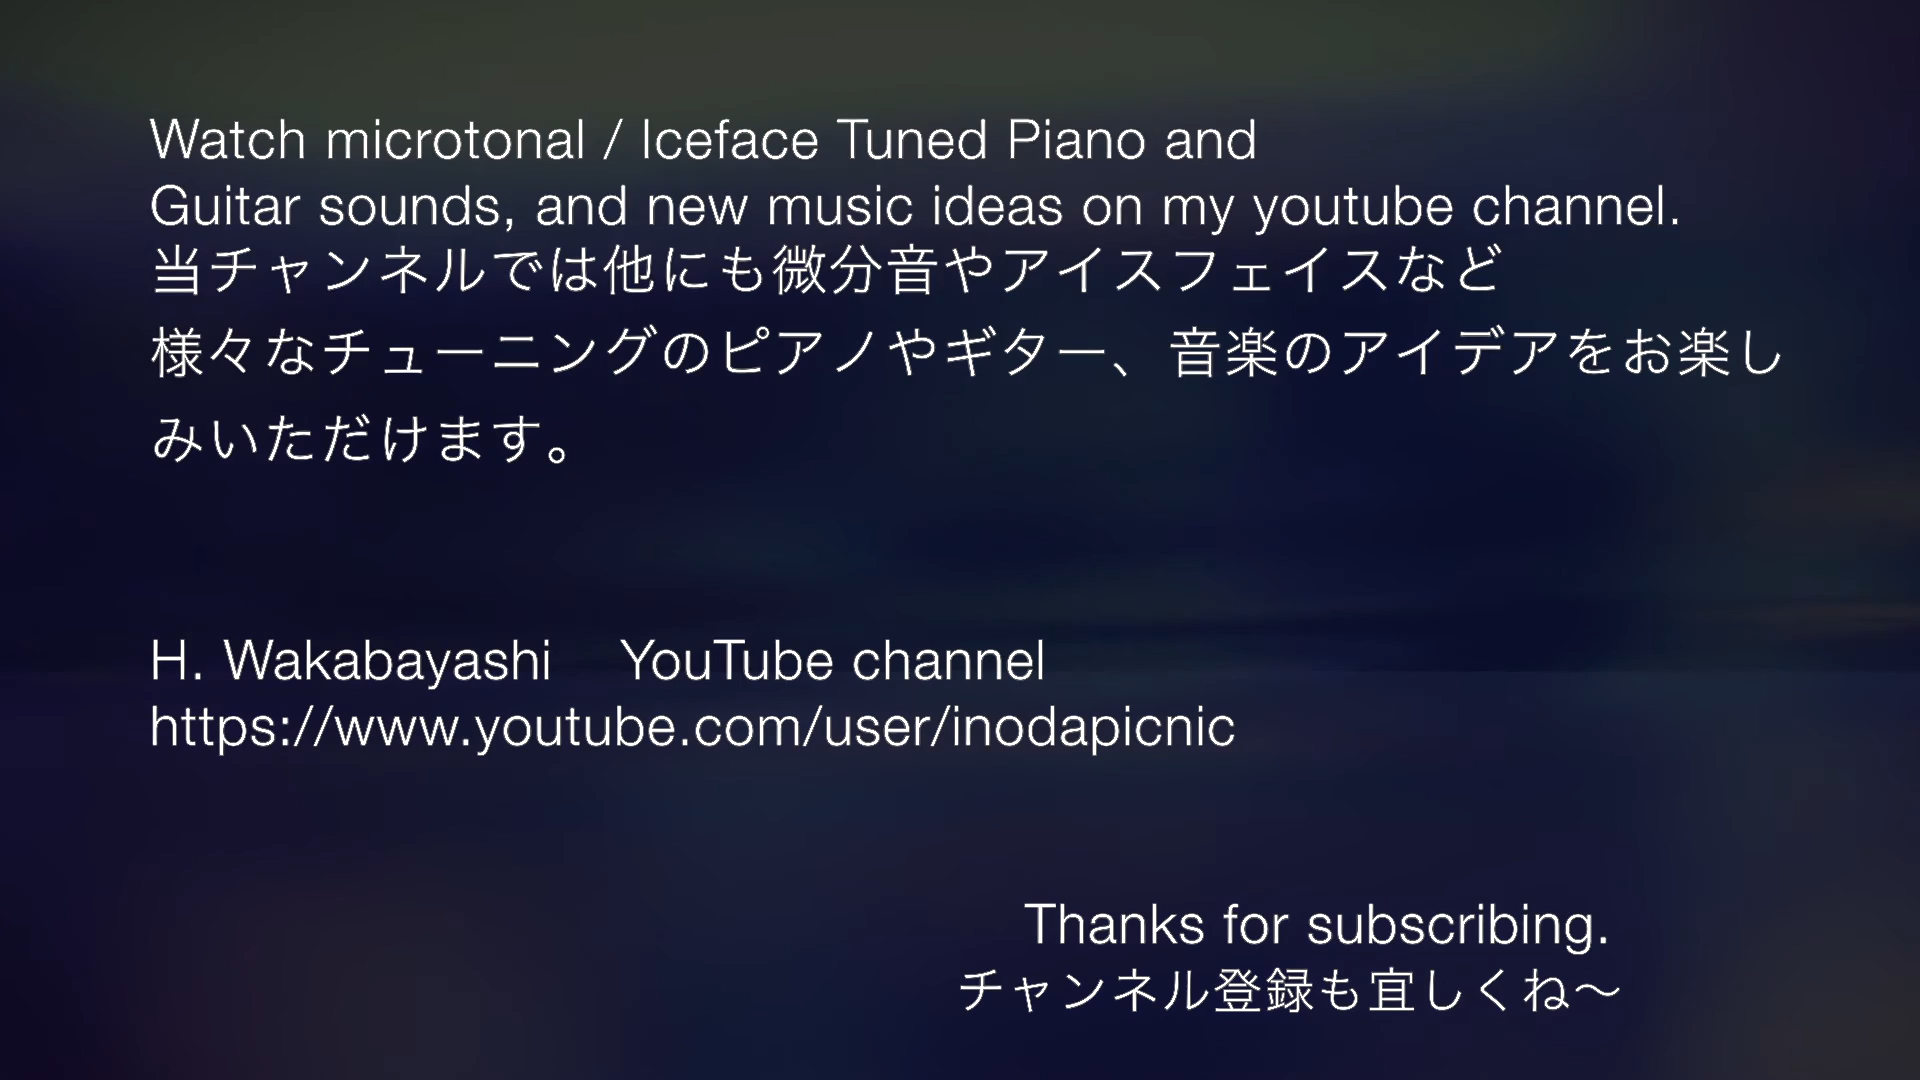 Watch microtonal / Iceface Tuned Piano and
Guitar sounds, and new music ideas on my youtube channel.
当チャンネルでは他にも微分音やアイスフェイスなど
様々なチューニングのピアノやギター、音楽のアイデアをお楽し
みいただけます。
H. Wakabayashi YouTube channel
https://www.youtube.com/user/inodapicnic
Thanks for subscribing.
チャンネル登録も宜しくね〜